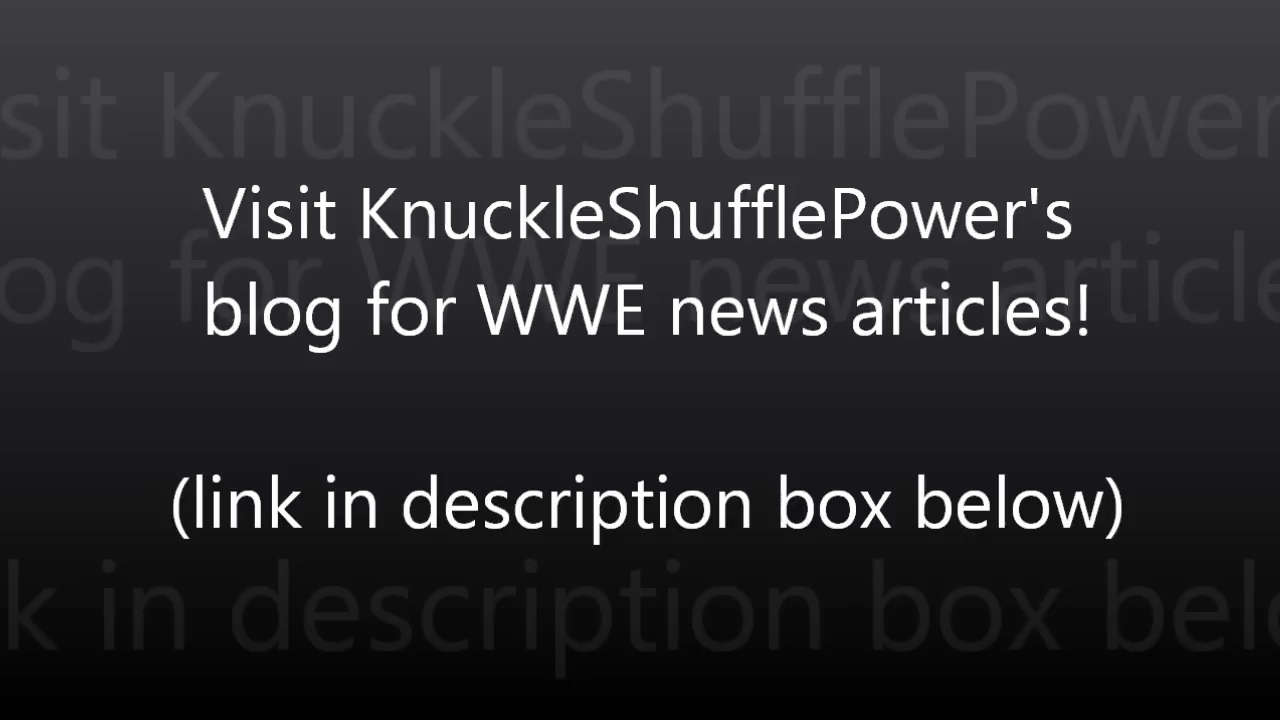 Visit KnuckleShufflePower's
blog for WWE news articles!
(link in description box below)